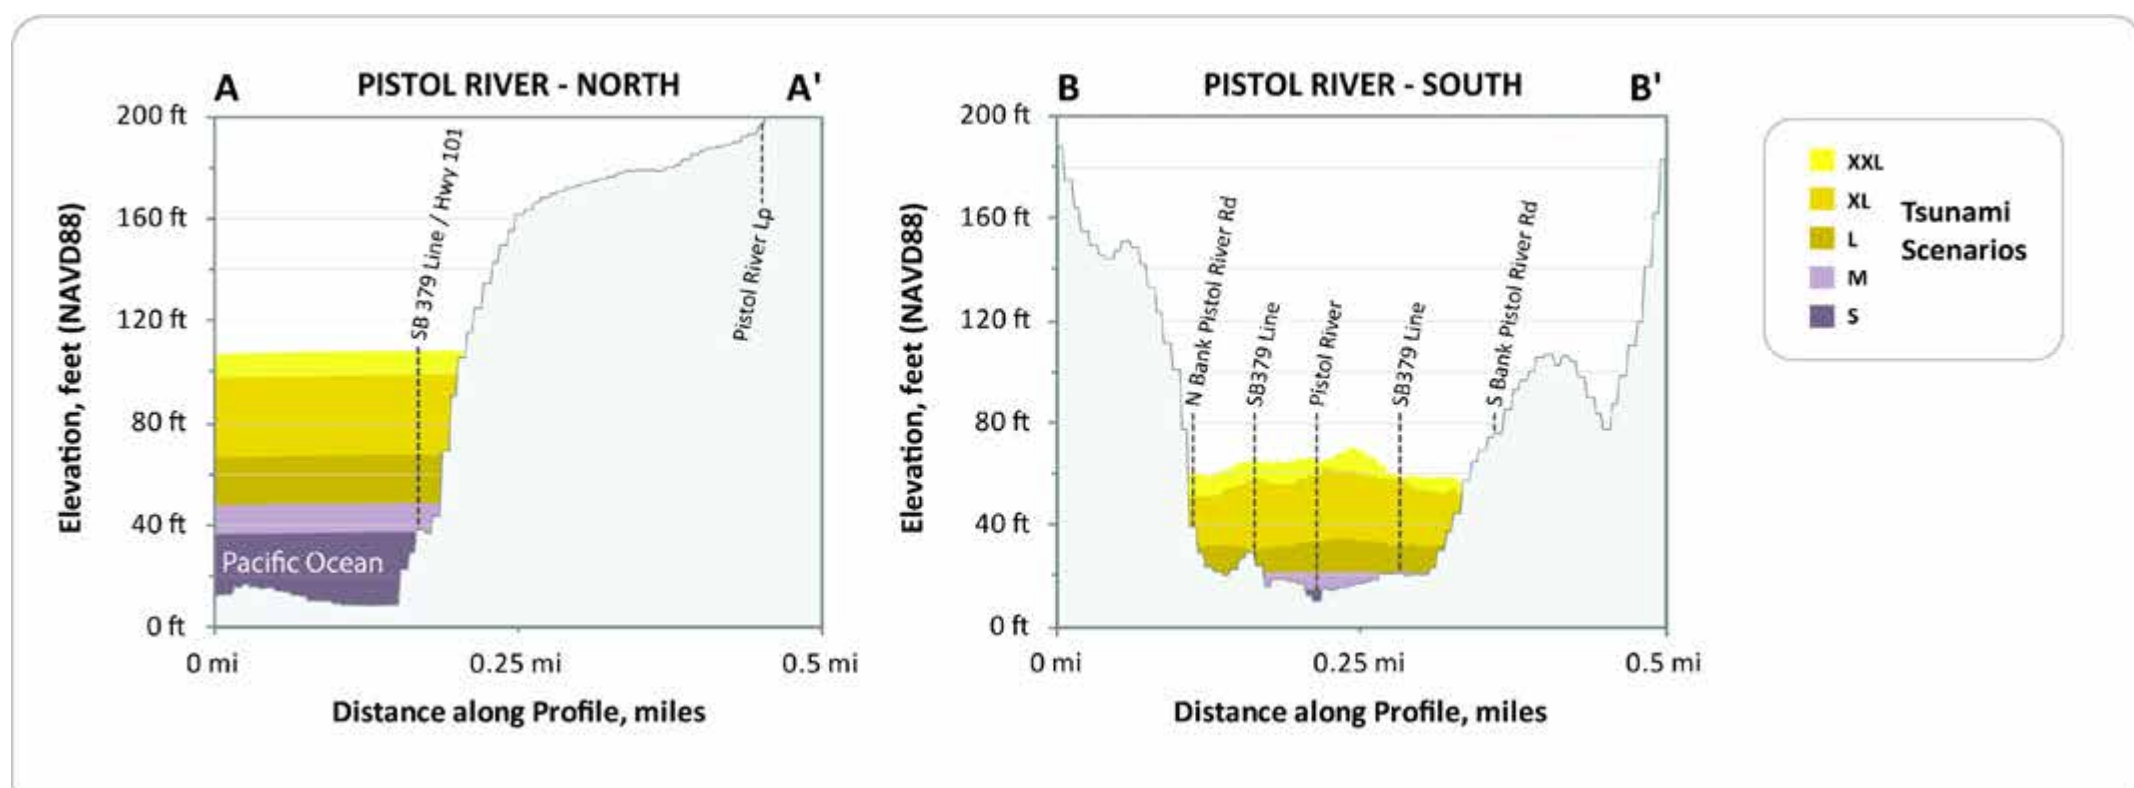 A PISTOL RIVER - NORTH A'
200 ft
160 ft
120 ft
80 ft
40 ft
0 ft
Elevation, feet (NAVD88)
SB 379 Line / Hwy 101
Pistol River Lp
Pacific Ocean
0 mi 0.25 mi 0.5 mi
Distance along Profile, miles
B PISTOL RIVER - SOUTH B'
200 ft
160 ft
120 ft
80 ft
40 ft
0 ft
Elevation, feet (NAVD88)
N Bank Pistol River Rd
SB379 Line
Pistol River
SB379 Line
S Bank Pistol River Rd
0 mi 0.25 mi 0.5 mi
Distance along Profile, miles
XXL
XL
L
M
S
Tsunami
Scenarios